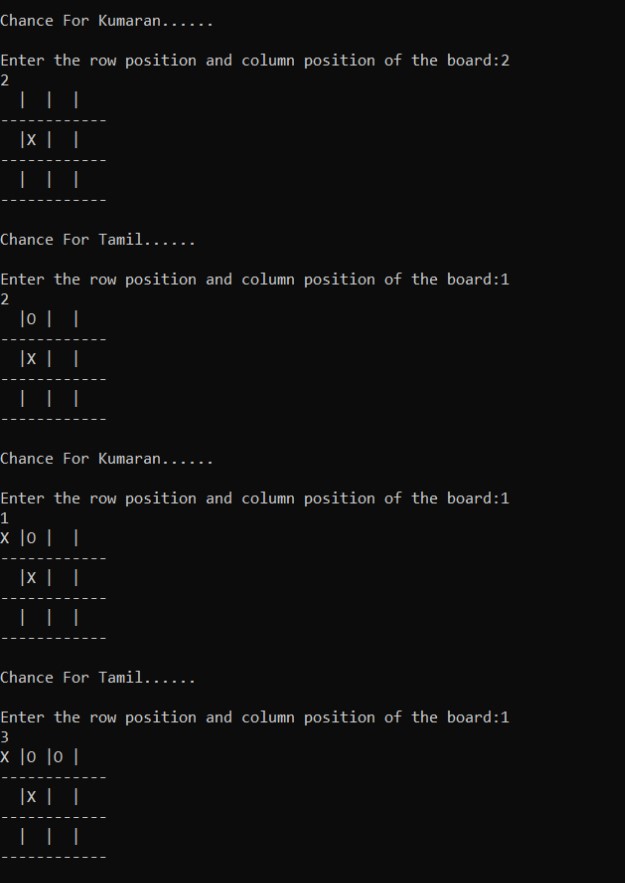 Chance For Kumaran......
Enter the row position and column position of the board:2
2
  |  |  |
------------
  |X |  |
------------
  |  |  |
------------
Chance For Tamil......
Enter the row position and column position of the board:1
2
  |O |  |
------------
  |X |  |
------------
  |  |  |
------------
Chance For Kumaran......
Enter the row position and column position of the board:1
1
X |O |  |
------------
  |X |  |
------------
  |  |  |
------------
Chance For Tamil......
Enter the row position and column position of the board:1
3
X |O |O |
------------
  |X |  |
------------
  |  |  |
------------